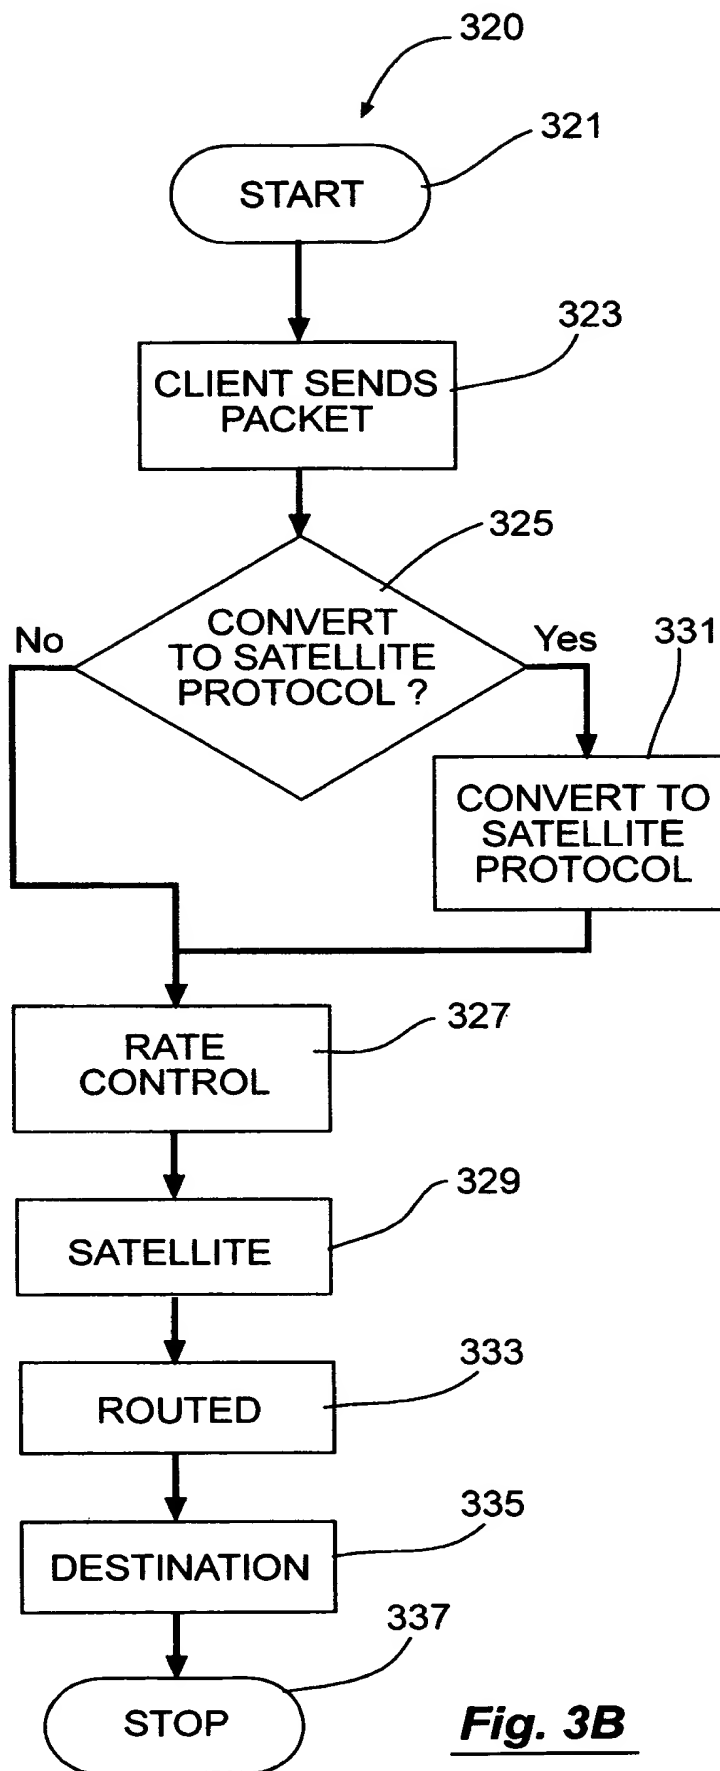 320
321
START
323
CLIENT SENDS
PACKET
325
CONVERT
TO SATELLITE
PROTOCOL ?
No
Yes
331
CONVERT TO
SATELLITE
PROTOCOL
327
RATE
CONTROL
329
SATELLITE
333
ROUTED
335
DESTINATION
337
STOP
Fig. 3B